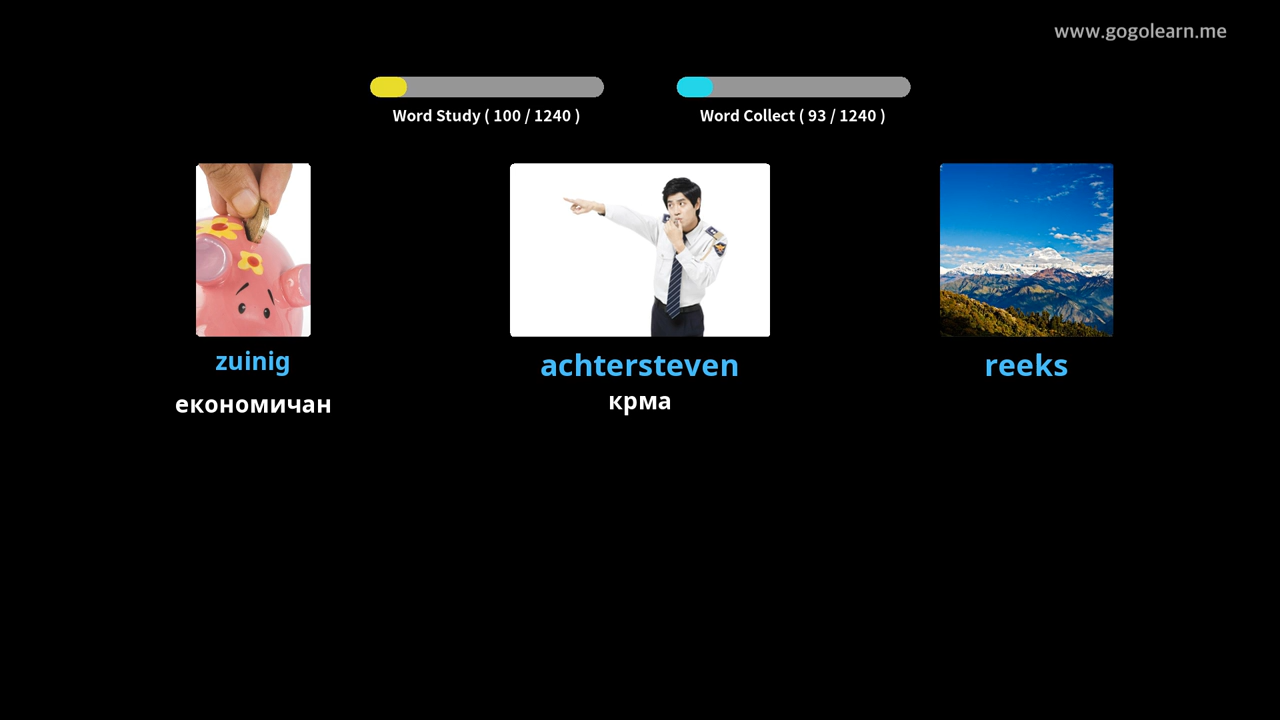 www.gogolearn.me
Word Study ( 100 / 1240 )
Word Collect ( 93 / 1240 )
zuinig
achtersteven
reeks
економичан
крма